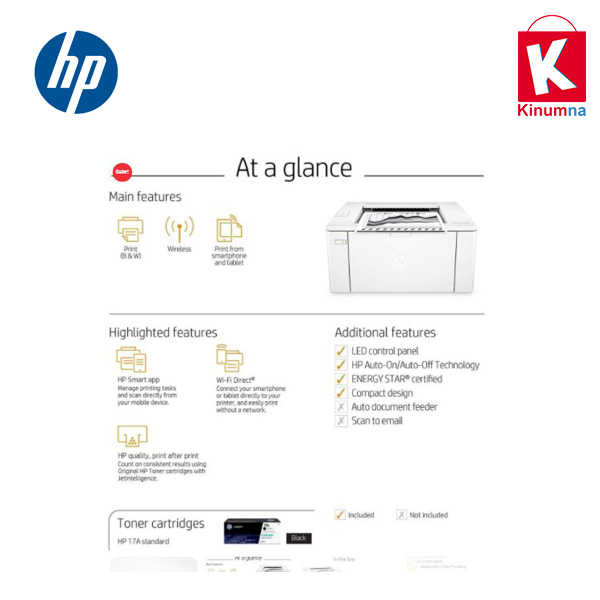 hp
K
Kinumna
Sale!
At a glance
Main features
Print
(B & W)
Wireless
Print from
smartphone
and tablet
Highlighted features
HP Smart app
Manage printing tasks
and scan directly from
your mobile device.
Wi-Fi Direct®
Connect your smartphone
or tablet directly to your
printer, and easily print
without a network.
HP quality, print after print
Count on consistent results using
Original HP Toner cartridges with
JetIntelligence.
Additional features
LED control panel
HP Auto-On/Auto-Off Technology
ENERGY STAR® certified
Compact design
Auto document feeder
Scan to email
Included
Not included
Toner cartridges
HP 17A standard
Black
At a glance